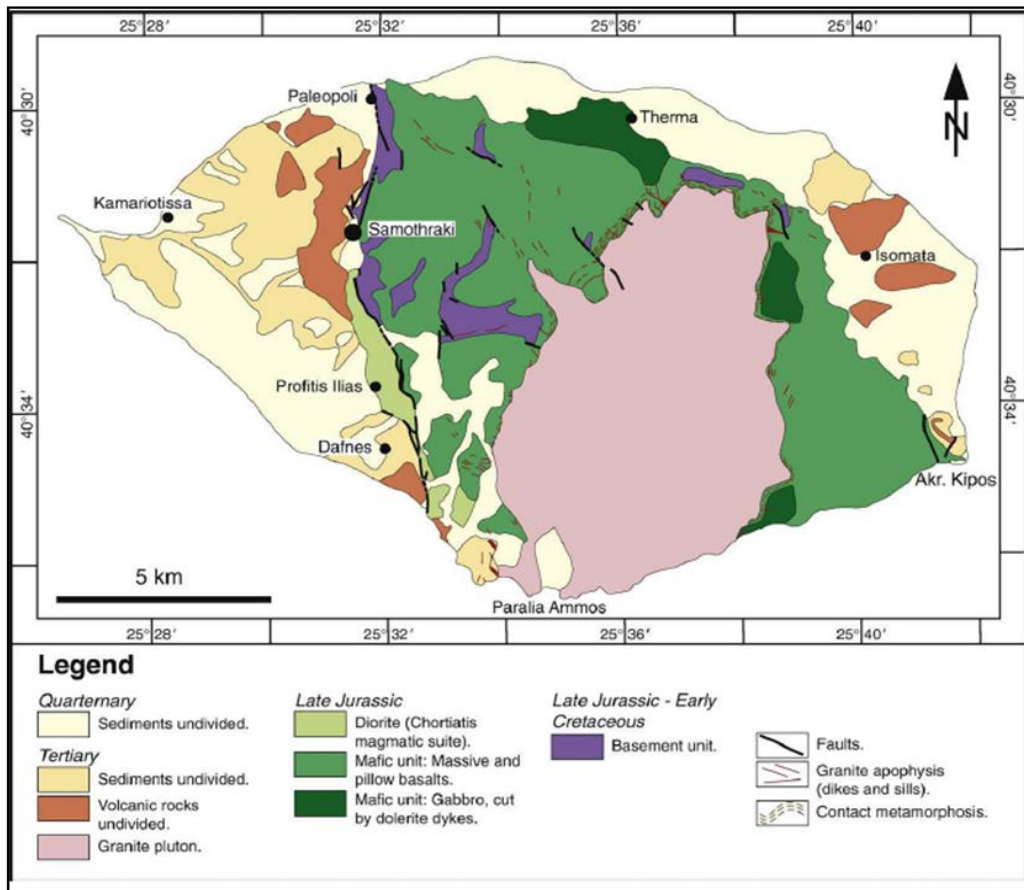 25°28′ 25°32′ 25°36′ 25°40′
40°30′
40°30′
N
Paleopoli
Therma
Kamariotissa
Samothraki
Isomata
Profitis Ilias
40°34′
40°34′
Dafnes
Akr. Kipos
5 km
Paralia Ammos
25°28′ 25°32′ 25°36′ 25°40′
Legend
Quarternary
Sediments undivided.
Tertiary
Sediments undivided.
Volcanic rocks
undivided.
Granite pluton.
Late Jurassic
Diorite (Chortiatis
magmatic suite).
Mafic unit: Massive and
pillow basalts.
Mafic unit: Gabbro, cut
by dolerite dykes.
Late Jurassic - Early
Cretaceous
Basement unit.
Faults.
Granite apophysis
(dikes and sills).
Contact metamorphosis.